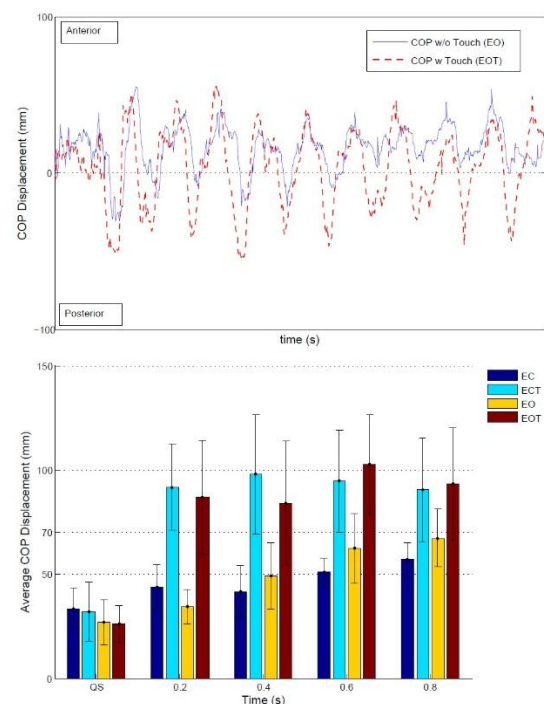 100
Anterior
COP w/o Touch (EO)
COP w Touch (EOT)
COP Displacement (mm)
0
Posterior
−100
time (s)
150
EC
ECT
EO
EOT
Average COP Displacement (mm)
100
70
50
0
QS 0.2 0.4 0.6 0.8
Time (s)